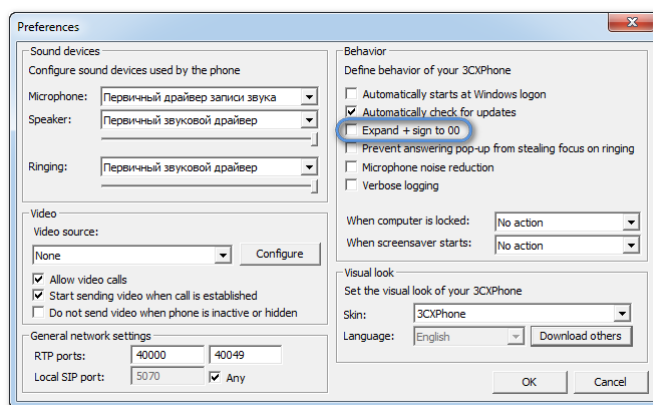 Preferences
Sound devices
Configure sound devices used by the phone
Microphone: Первичный драйвер записи звука
Speaker: Первичный звуковой драйвер
Ringing: Первичный звуковой драйвер
Video
Video source:
None Configure
Allow video calls
Start sending video when call is established
Do not send video when phone is inactive or hidden
General network settings
RTP ports: 40000 40049
Local SIP port: 5070 Any
Behavior
Define behavior of your 3CXPhone
Automatically starts at Windows logon
Automatically check for updates
Expand + sign to 00
Prevent answering pop-up from stealing focus on ringing
Microphone noise reduction
Verbose logging
When computer is locked: No action
When screensaver starts: No action
Visual look
Set the visual look of your 3CXPhone
Skin: 3CXPhone
Language: English Download others
OK Cancel